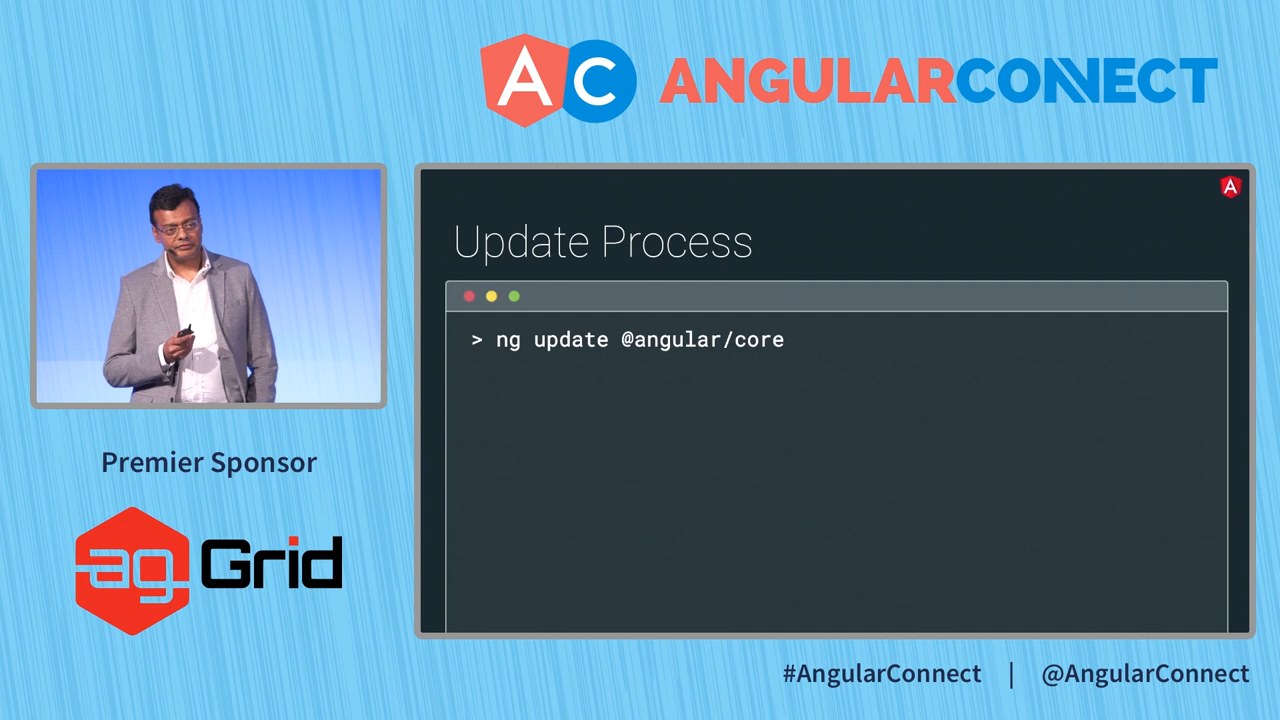 AC ANGULARCONNECT
A
Update Process
> ng update @angular/core
Premier Sponsor
ag Grid
#AngularConnect | @AngularConnect